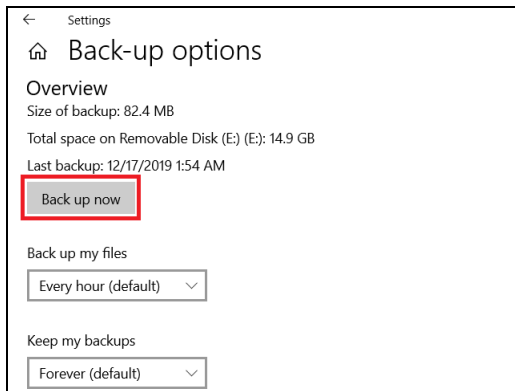 Settings
Back-up options
Overview
Size of backup: 82.4 MB
Total space on Removable Disk (E:) (E:): 14.9 GB
Last backup: 12/17/2019 1:54 AM
Back up now
Back up my files
Every hour (default)
Keep my backups
Forever (default)